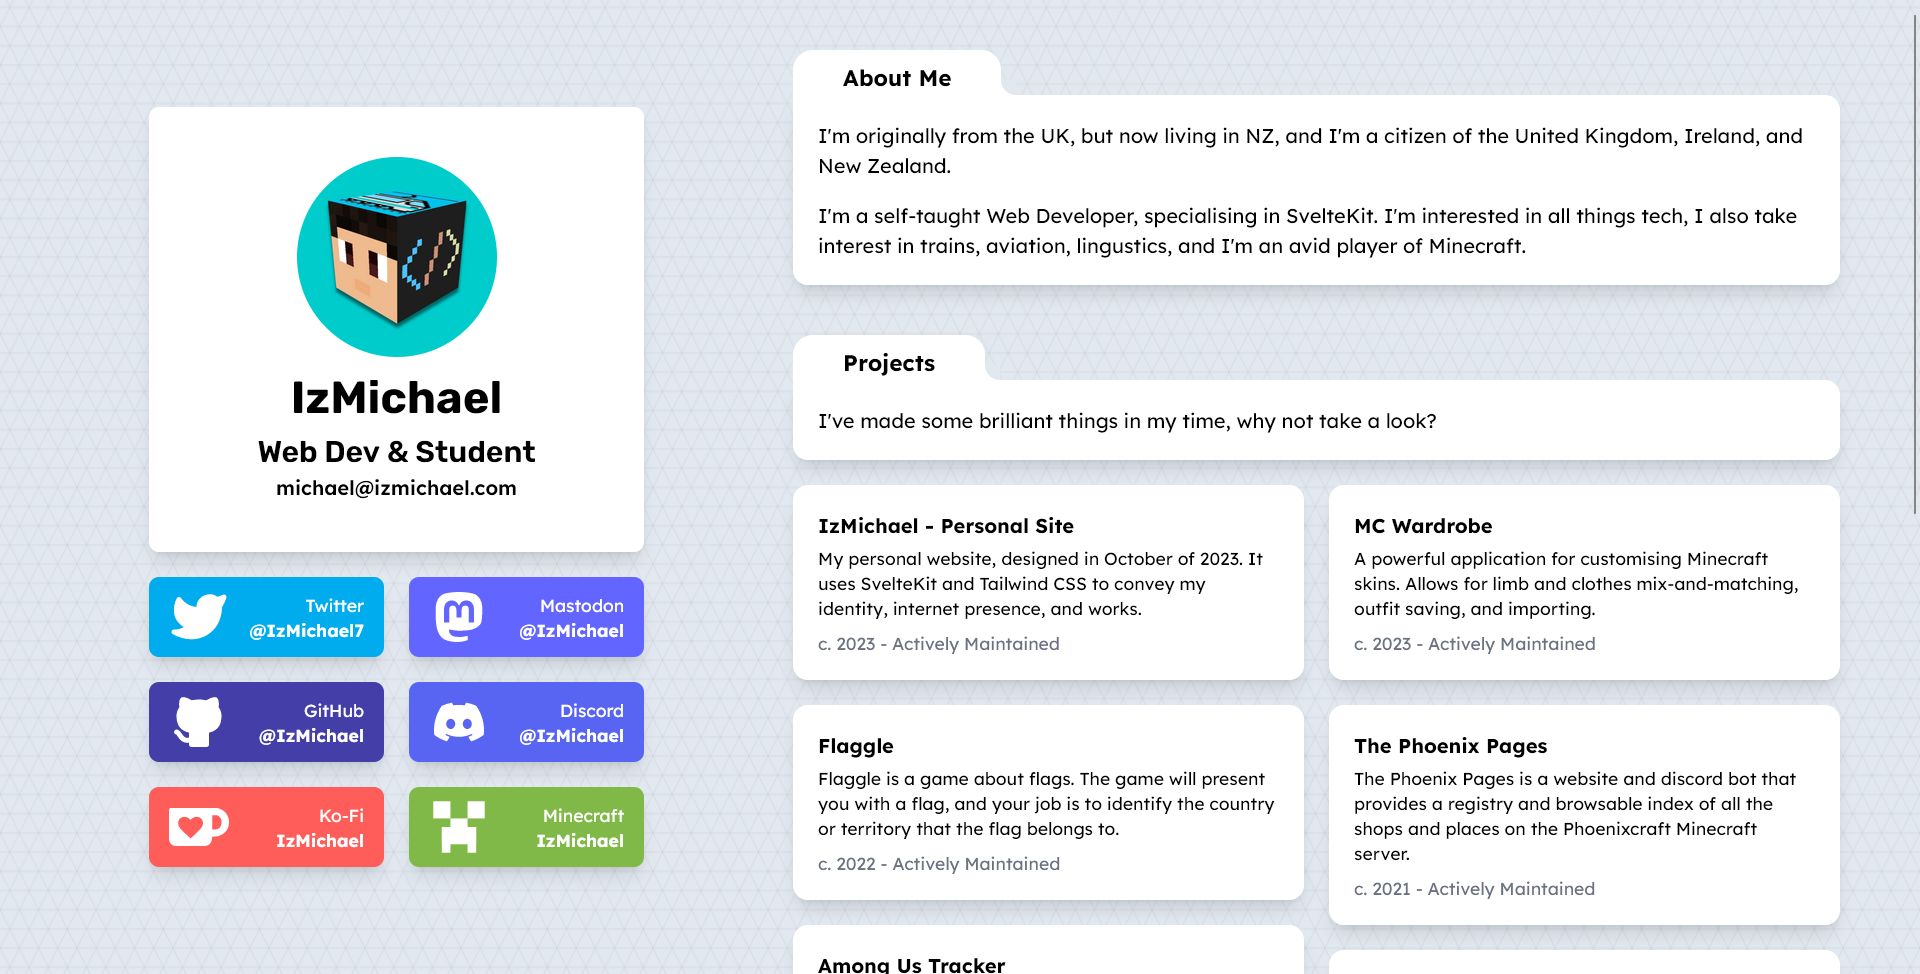 IzMichael
Web Dev & Student
michael@izmichael.com
Twitter
@IzMichael7
Mastodon
@IzMichael
GitHub
@IzMichael
Discord
@IzMichael
Ko-Fi
IzMichael
Minecraft
IzMichael
About Me
I'm originally from the UK, but now living in NZ, and I'm a citizen of the United Kingdom, Ireland, and
New Zealand.
I'm a self-taught Web Developer, specialising in SvelteKit. I'm interested in all things tech, I also take
interest in trains, aviation, lingustics, and I'm an avid player of Minecraft.
Projects
I've made some brilliant things in my time, why not take a look?
IzMichael - Personal Site
My personal website, designed in October of 2023. It
uses SvelteKit and Tailwind CSS to convey my
identity, internet presence, and works.
c. 2023 - Actively Maintained
MC Wardrobe
A powerful application for customising Minecraft
skins. Allows for limb and clothes mix-and-matching,
outfit saving, and importing.
c. 2023 - Actively Maintained
Flaggle
Flaggle is a game about flags. The game will present
you with a flag, and your job is to identify the country
or territory that the flag belongs to.
c. 2022 - Actively Maintained
The Phoenix Pages
The Phoenix Pages is a website and discord bot that
provides a registry and browsable index of all the
shops and places on the Phoenixcraft Minecraft
server.
c. 2021 - Actively Maintained
Among Us Tracker